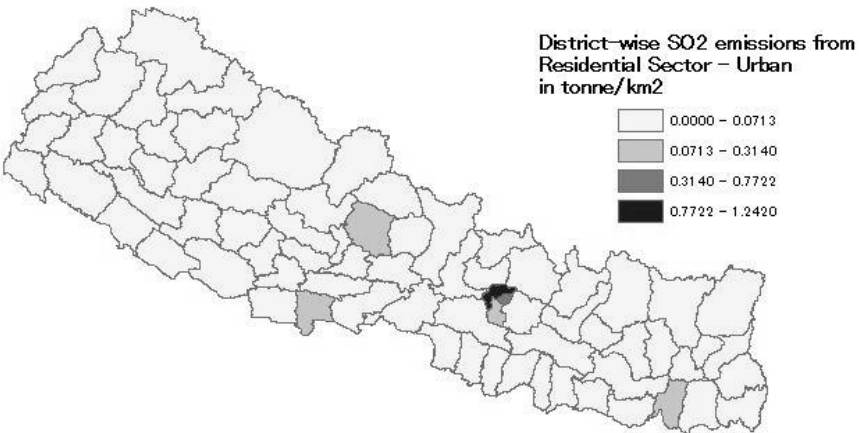 District-wise SO2 emissions from
Residential Sector - Urban
in tonne/km2
0.0000 - 0.0713
0.0713 - 0.3140
0.3140 - 0.7722
0.7722 - 1.2420